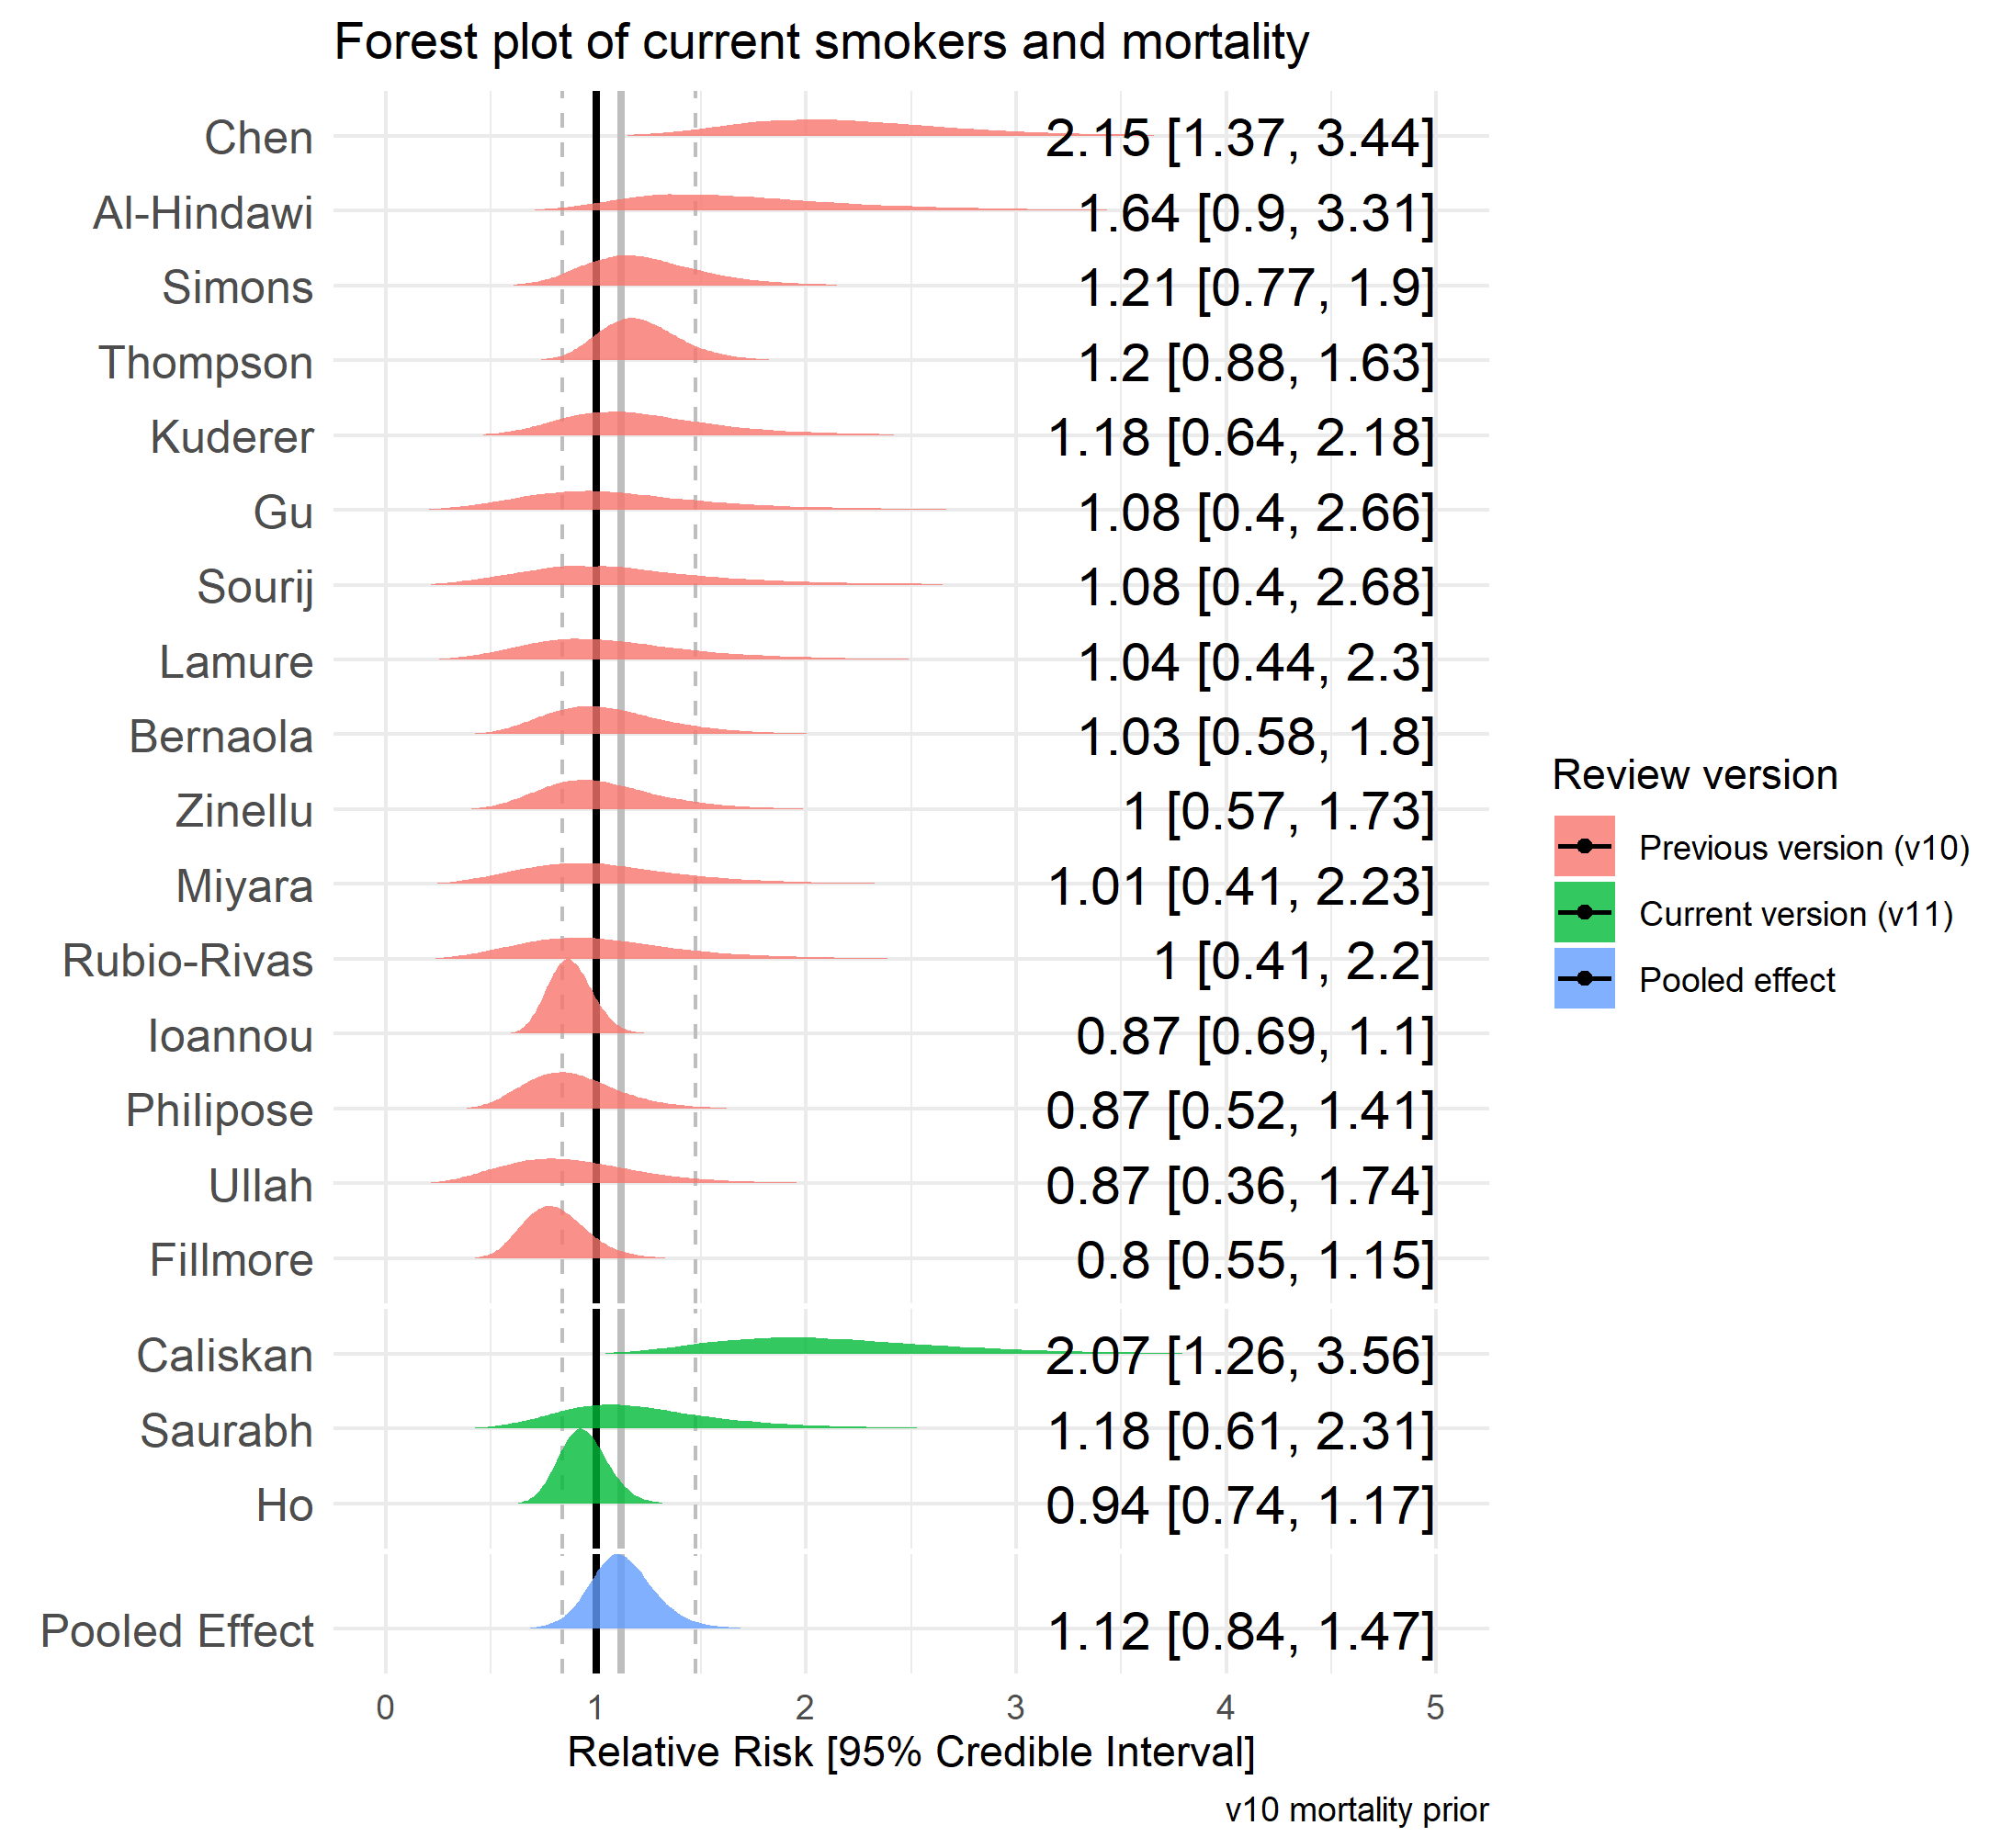 Forest plot of current smokers and mortality
Chen 2.15 [1.37, 3.44]
Al-Hindawi 1.64 [0.9, 3.31]
Simons 1.21 [0.77, 1.9]
Thompson 1.2 [0.88, 1.63]
Kuderer 1.18 [0.64, 2.18]
Gu 1.08 [0.4, 2.66]
Sourij 1.08 [0.4, 2.68]
Lamure 1.04 [0.44, 2.3]
Bernaola 1.03 [0.58, 1.8]
Zinellu 1 [0.57, 1.73]
Miyara 1.01 [0.41, 2.23]
Rubio-Rivas 1 [0.41, 2.2]
Ioannou 0.87 [0.69, 1.1]
Philipose 0.87 [0.52, 1.41]
Ullah 0.87 [0.36, 1.74]
Fillmore 0.8 [0.55, 1.15]
Caliskan 2.07 [1.26, 3.56]
Saurabh 1.18 [0.61, 2.31]
Ho 0.94 [0.74, 1.17]
Pooled Effect 1.12 [0.84, 1.47]
0 1 2 3 4 5
Relative Risk [95% Credible Interval]
v10 mortality prior
Review version
Previous version (v10)
Current version (v11)
Pooled effect